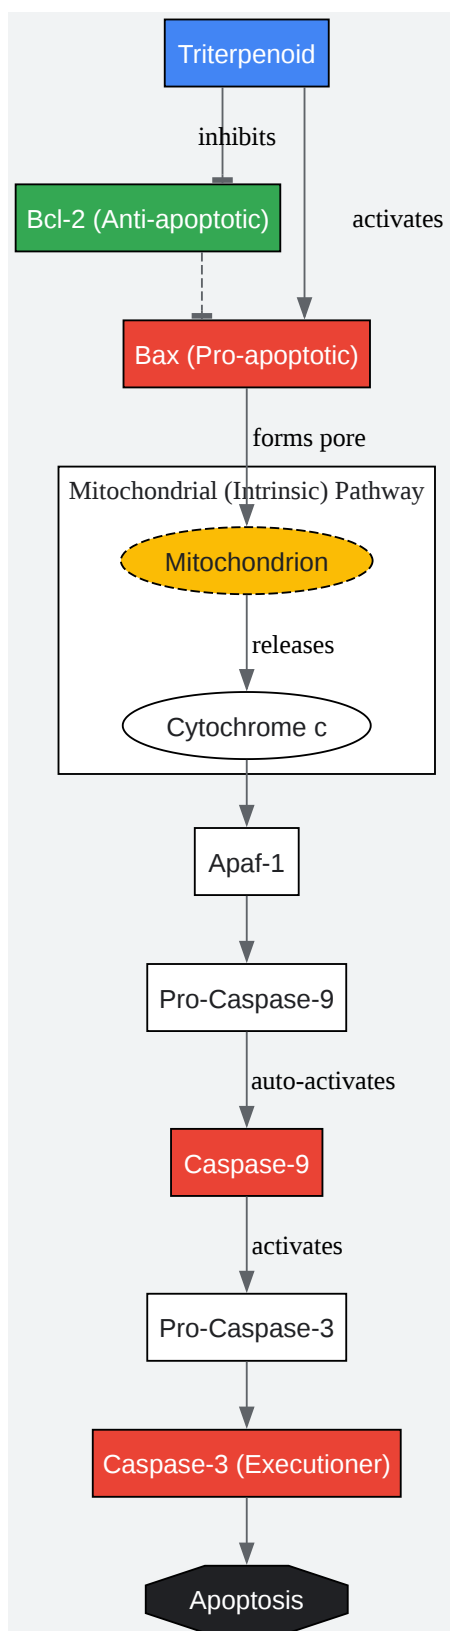 Triterpenoid
inhibits
Bcl-2 (Anti-apoptotic)
activates
Bax (Pro-apoptotic)
forms pore
Mitochondrial (Intrinsic) Pathway
Mitochondrion
releases
Cytochrome c
Apaf-1
Pro-Caspase-9
auto-activates
Caspase-9
activates
Pro-Caspase-3
Caspase-3 (Executioner)
Apoptosis